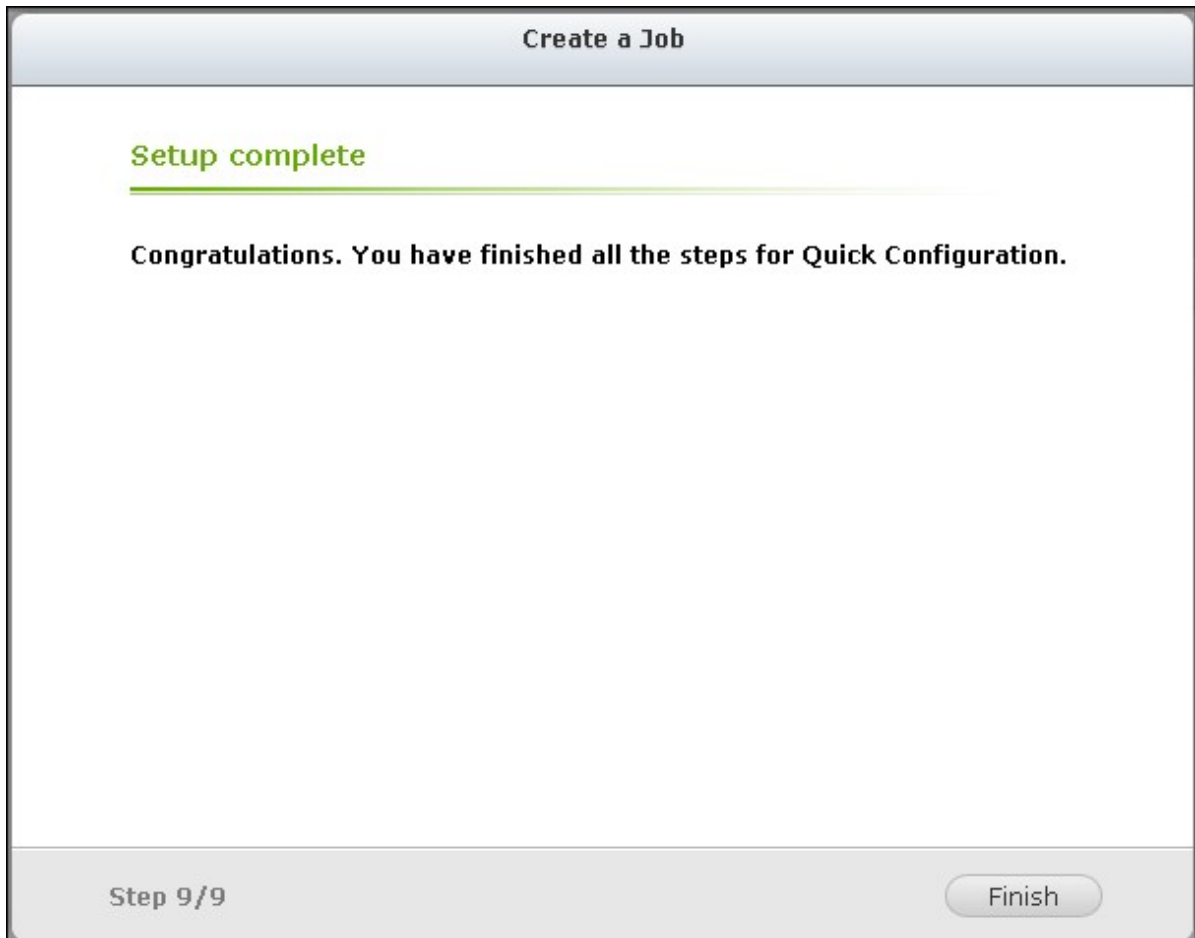 Create a Job
Setup complete
Congratulations. You have finished all the steps for Quick Configuration.
Step 9/9
Finish